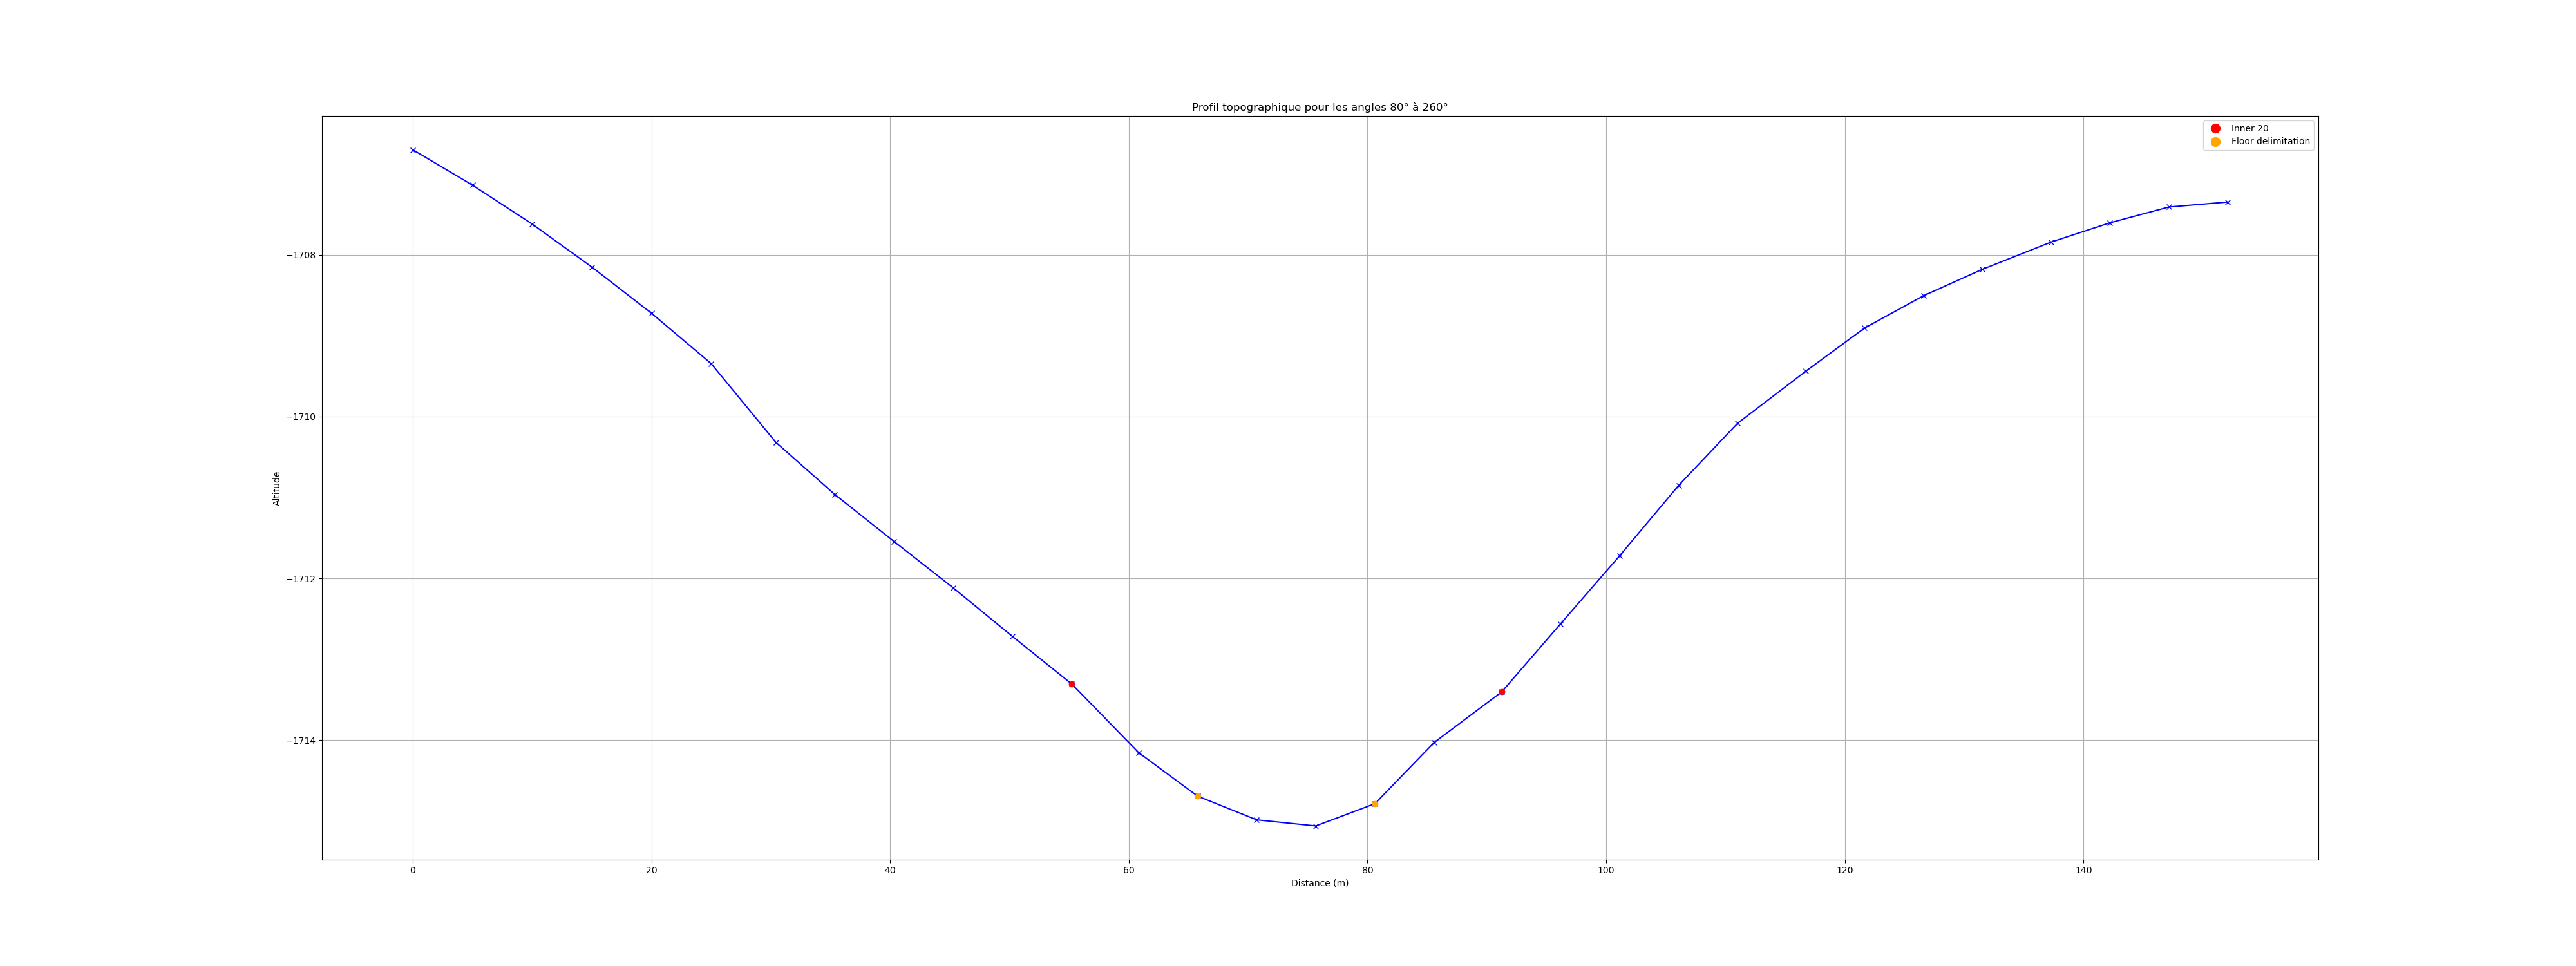 Profil topographique pour les angles 80° à 260°
Inner 20
Floor delimitation
−1708
−1710
−1712
−1714
Altitude
0 20 40 60 80 100 120 140
Distance (m)